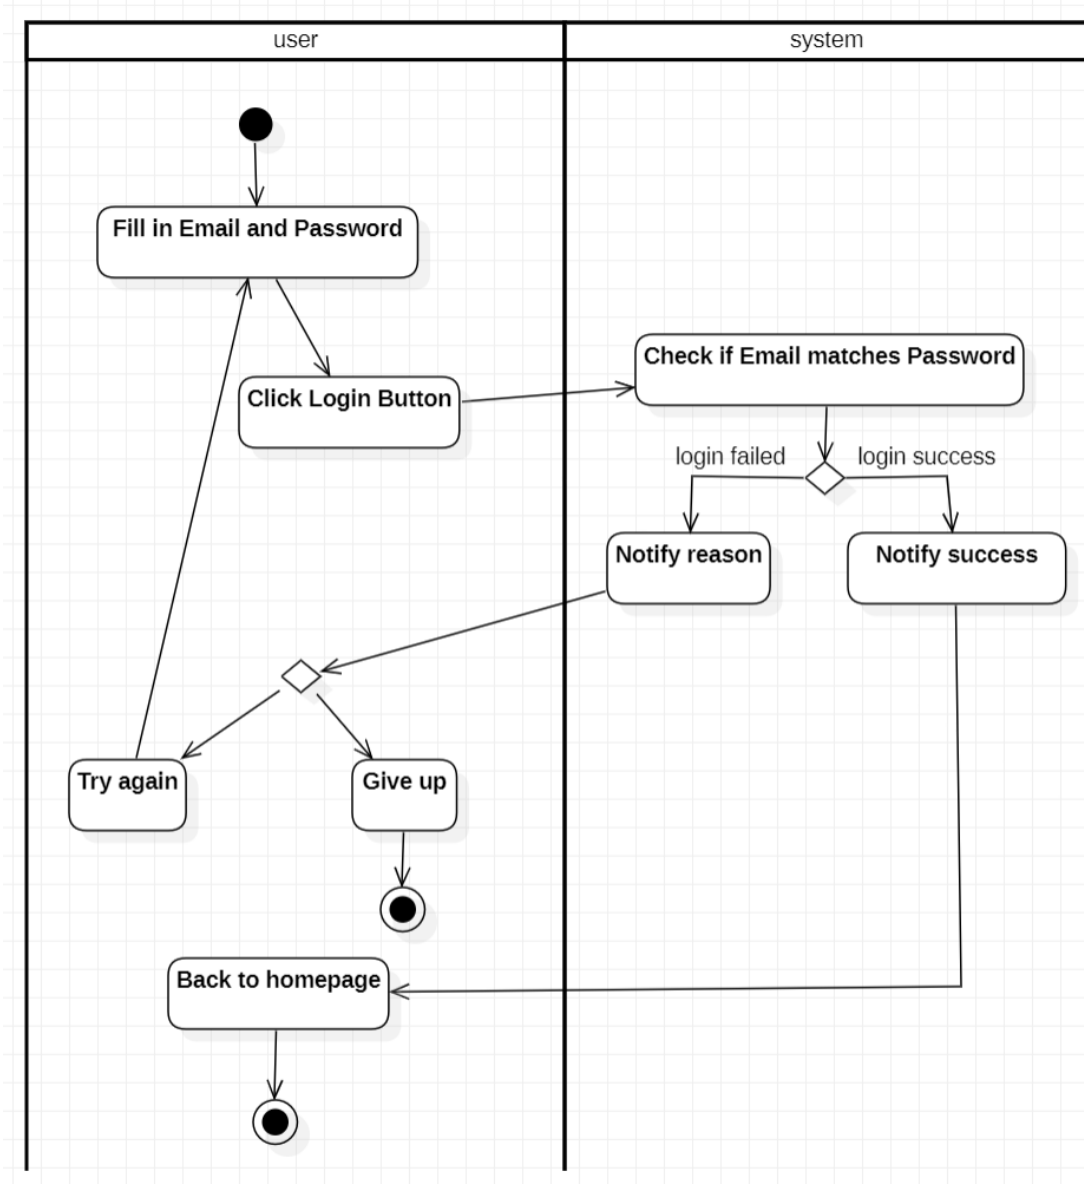 user
system
Fill in Email and Password
Check if Email matches Password
Click Login Button
login failed
login success
Notify reason
Notify success
Try again
Give up
Back to homepage